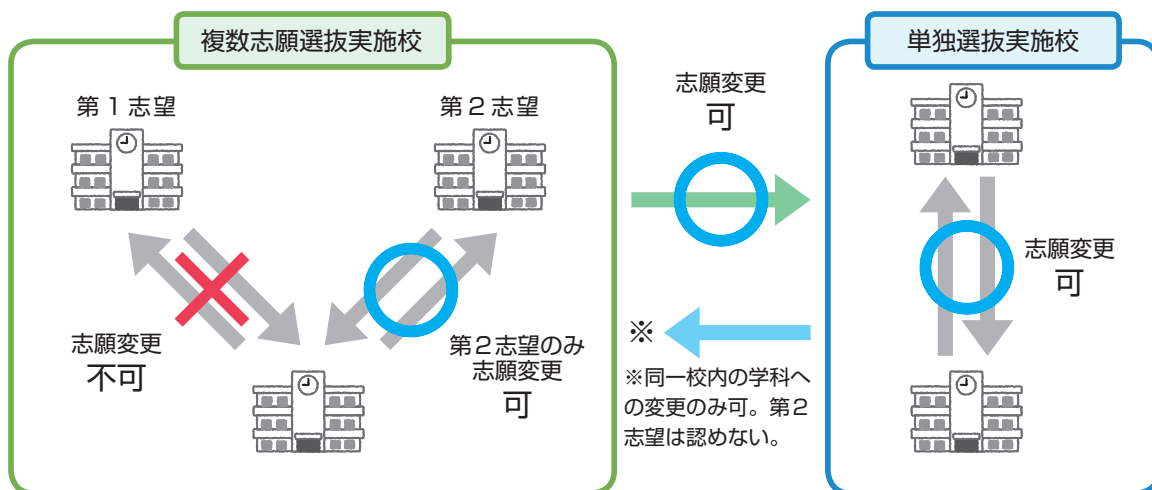 複数志願選抜実施校
第1志望
第2志望
志願変更
不可
第2志望のみ
志願変更
可
志願変更
可
※
※同一校内の学科へ
の変更のみ可。第2
志望は認めない。
単独選抜実施校
志願変更
可